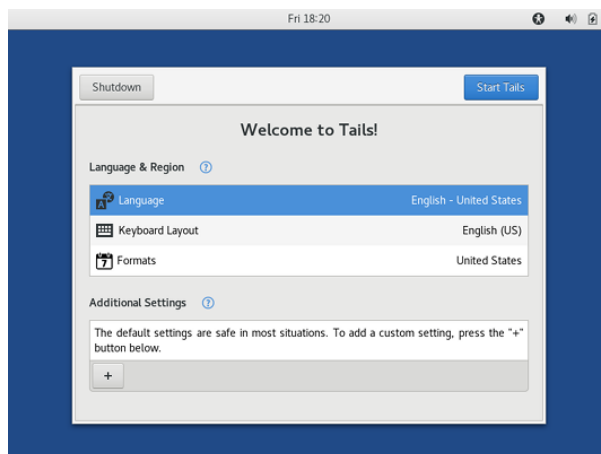 Fri 18:20
Shutdown
Start Tails
Welcome to Tails!
Language & Region ?
Language English - United States
Keyboard Layout English (US)
7 Formats United States
Additional Settings ?
The default settings are safe in most situations. To add a custom setting, press the "+"
button below.
+